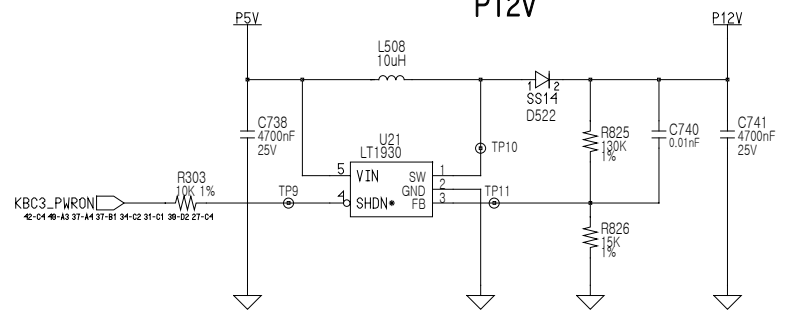 P12V
P5V
P12V
L508
10uH
1 2
SS14
D522
C738
4700nF
25V
U21
LT1930
TP10
R825
130K
1%
C740
0.01nF
C741
4700nF
25V
5 VIN SW 1
GND 2
4 SHDN* FB 3
R303
10K 1%
TP9
TP11
KBC3_PWRON
R826
15K
1%